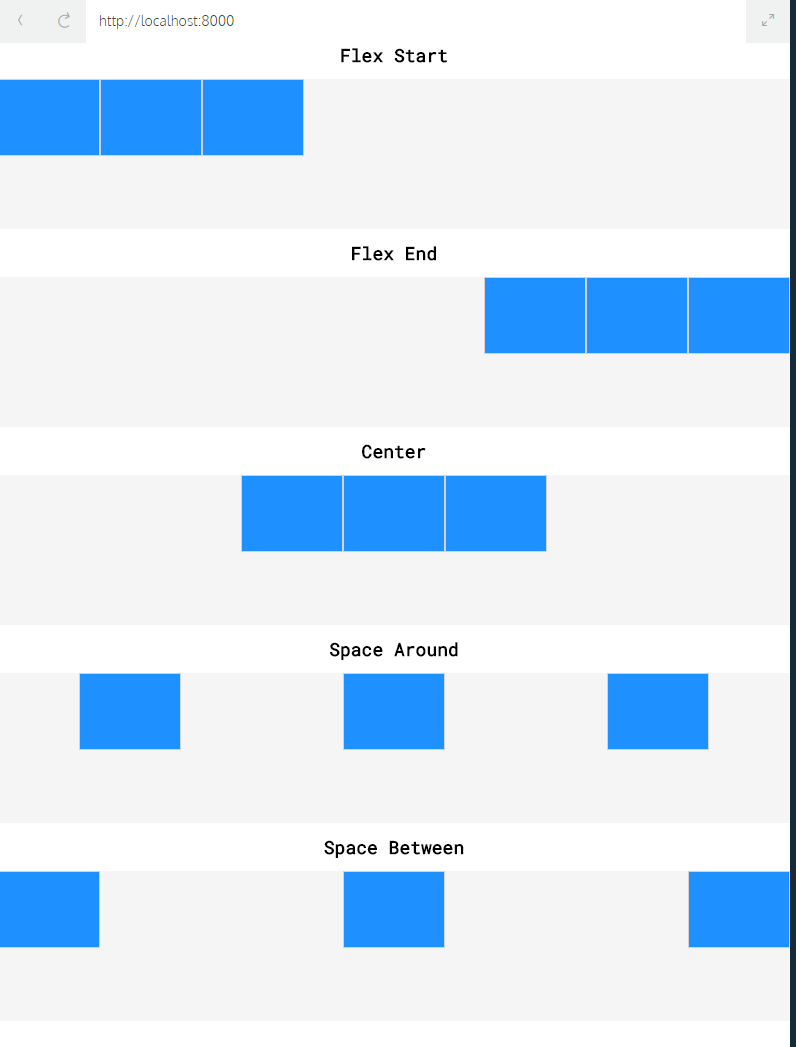 http://localhost:8000
Flex Start
Flex End
Center
Space Around
Space Between